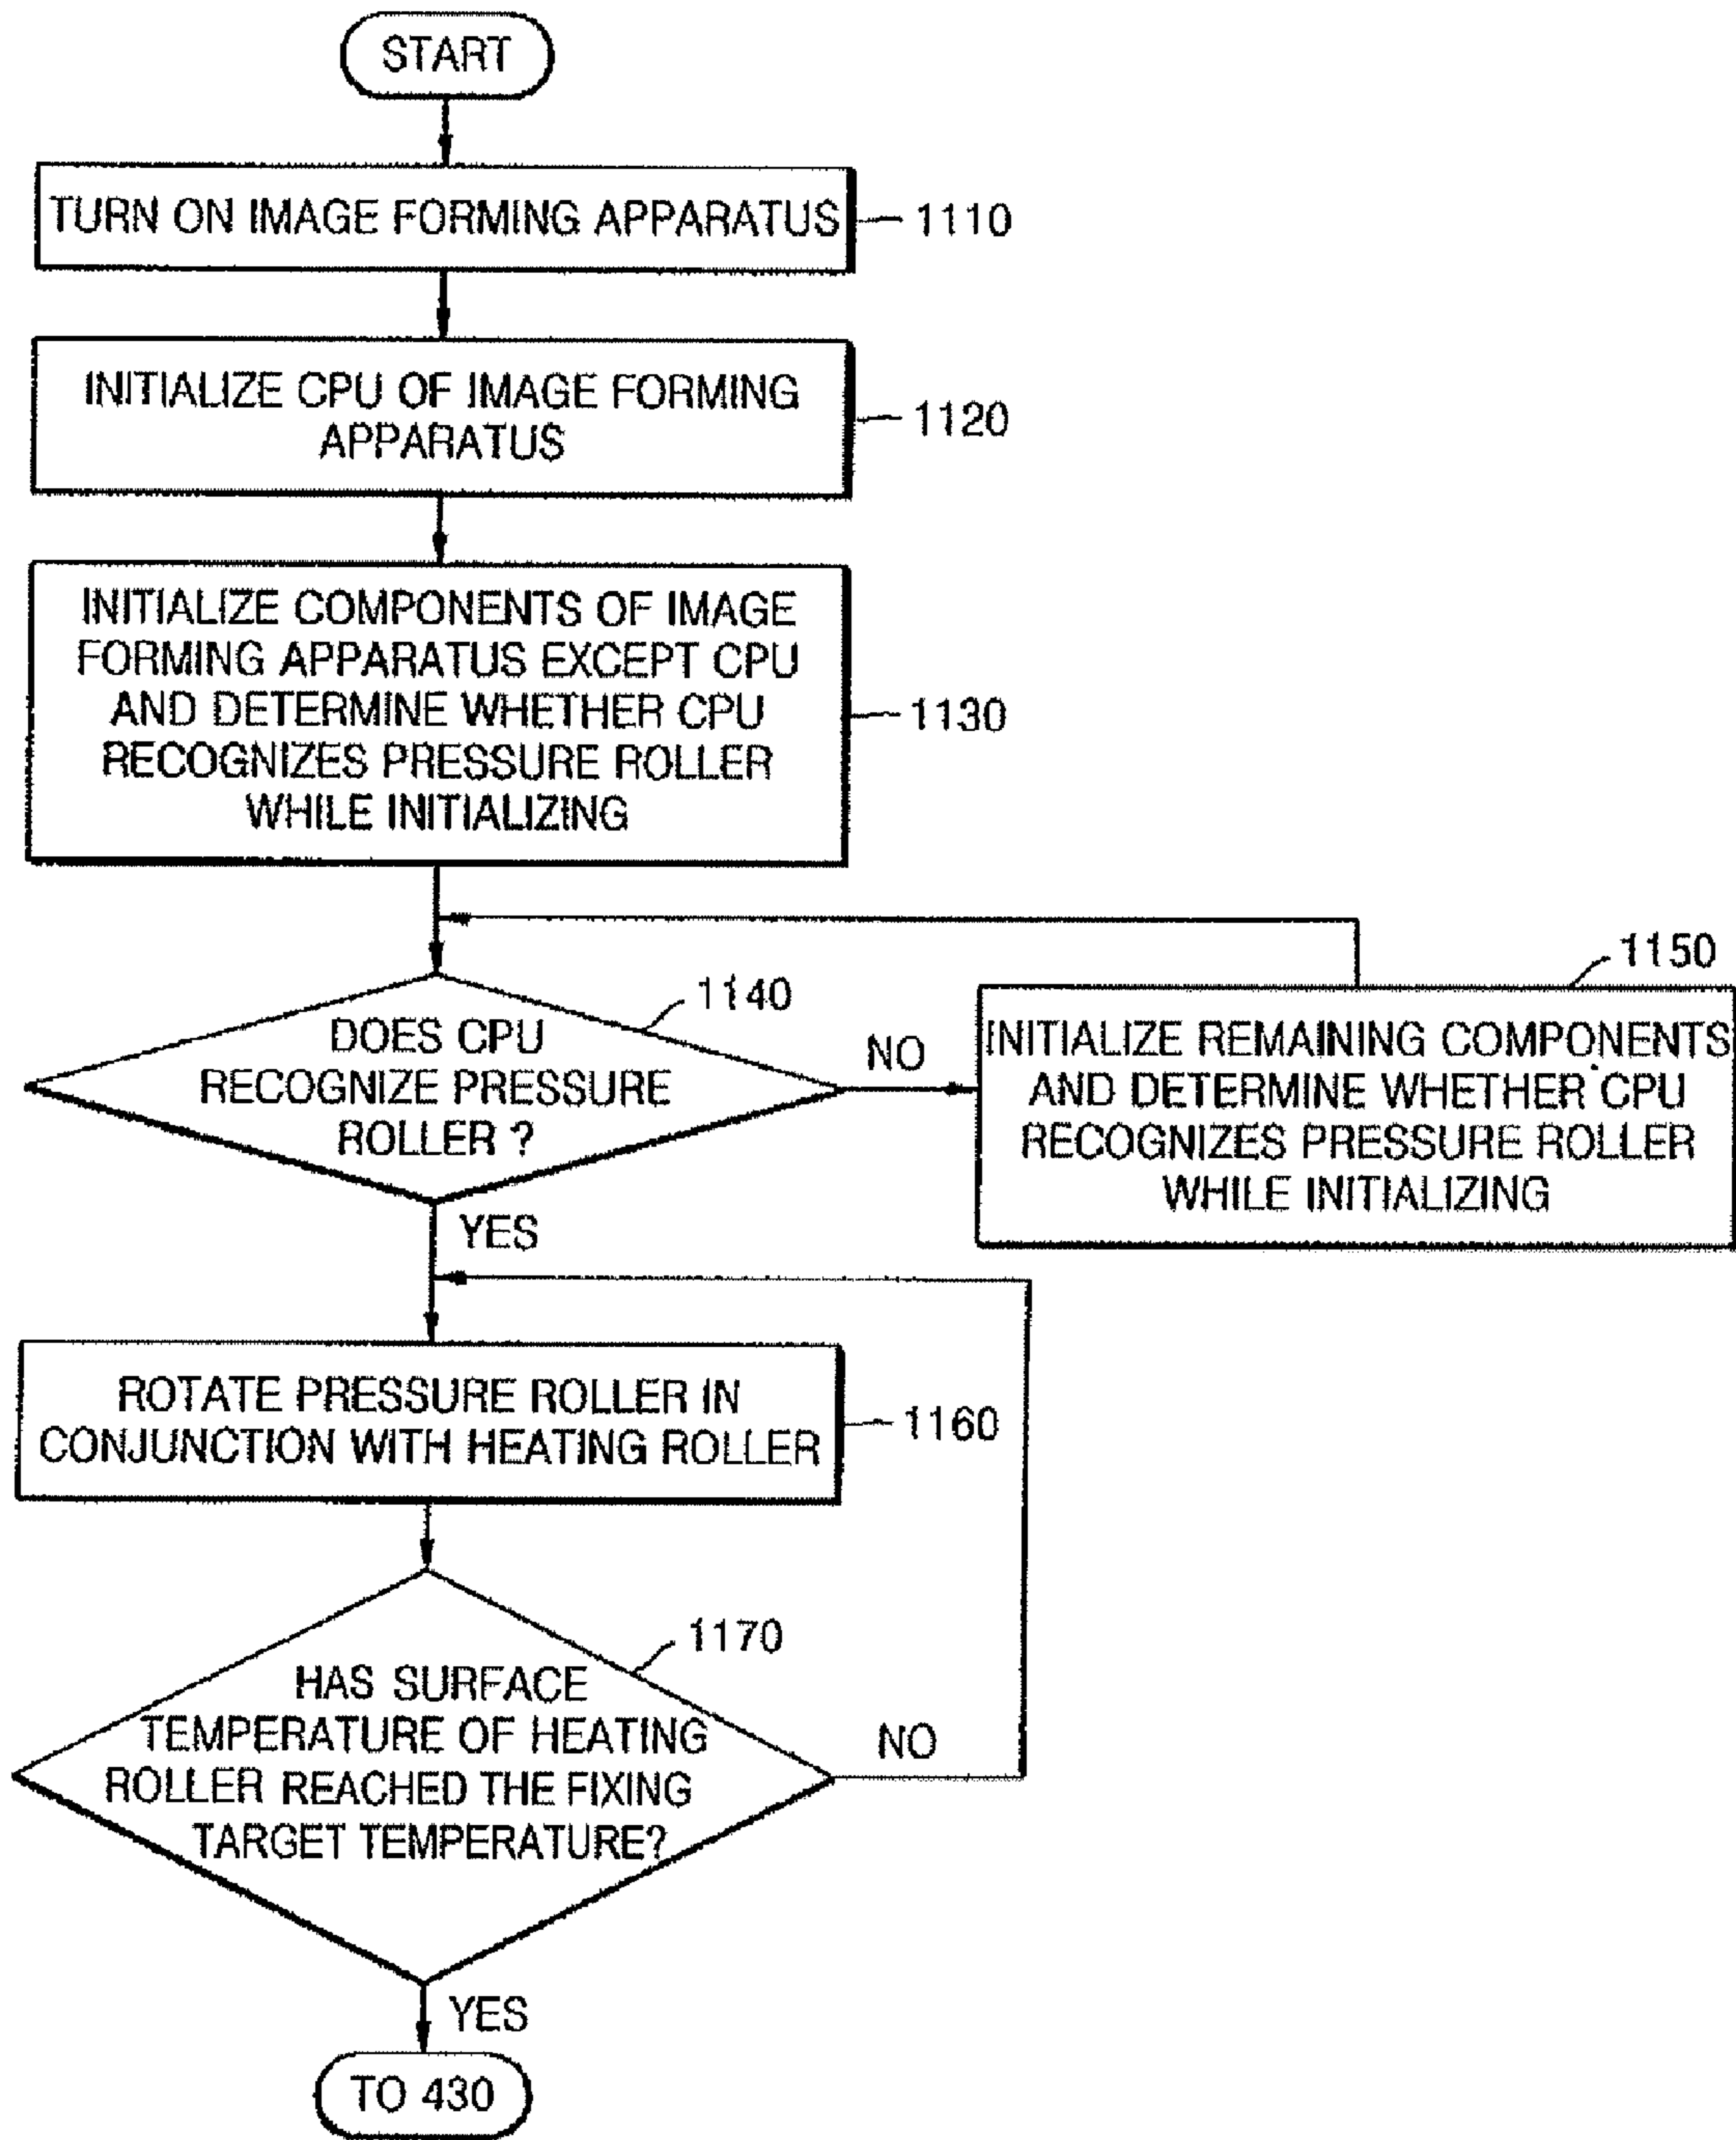 START
TURN ON IMAGE FORMING APPARATUS
1110
INITIALIZE CPU OF IMAGE FORMING
APPARATUS
1120
INITIALIZE COMPONENTS OF IMAGE
FORMING APPARATUS EXCEPT CPU
AND DETERMINE WHETHER CPU
RECOGNIZES PRESSURE ROLLER
WHILE INITIALIZING
1130
1140
DOES CPU
RECOGNIZE PRESSURE
ROLLER ?
NO
1150
INITIALIZE REMAINING COMPONENTS
AND DETERMINE WHETHER CPU
RECOGNIZES PRESSURE ROLLER
WHILE INITIALIZING
YES
ROTATE PRESSURE ROLLER IN
CONJUNCTION WITH HEATING ROLLER
1160
1170
HAS SURFACE
TEMPERATURE OF HEATING
ROLLER REACHED THE FIXING
TARGET TEMPERATURE?
NO
YES
TO 430